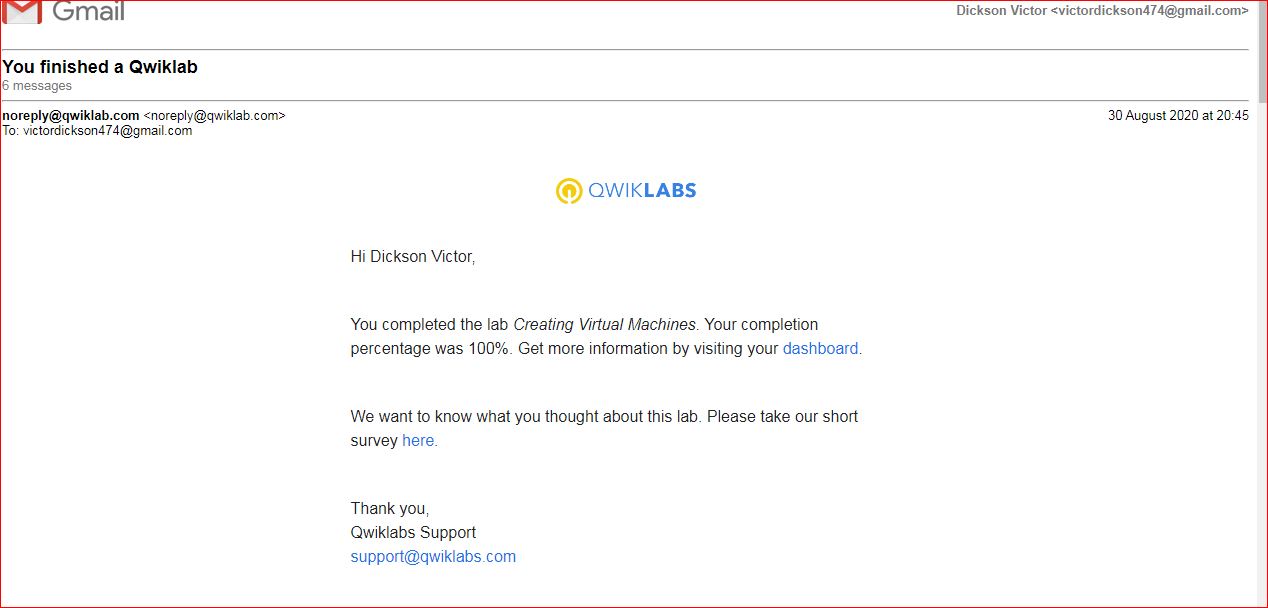 Gmail
Dickson Victor <victordickson474@gmail.com>
You finished a Qwiklab
6 messages
noreply@qwiklab.com <noreply@qwiklab.com>
30 August 2020 at 20:45
To: victordickson474@gmail.com
QWIKLABS
Hi Dickson Victor,
You completed the lab Creating Virtual Machines. Your completion
percentage was 100%. Get more information by visiting your dashboard.
We want to know what you thought about this lab. Please take our short
survey here.
Thank you,
Qwiklabs Support
support@qwiklabs.com